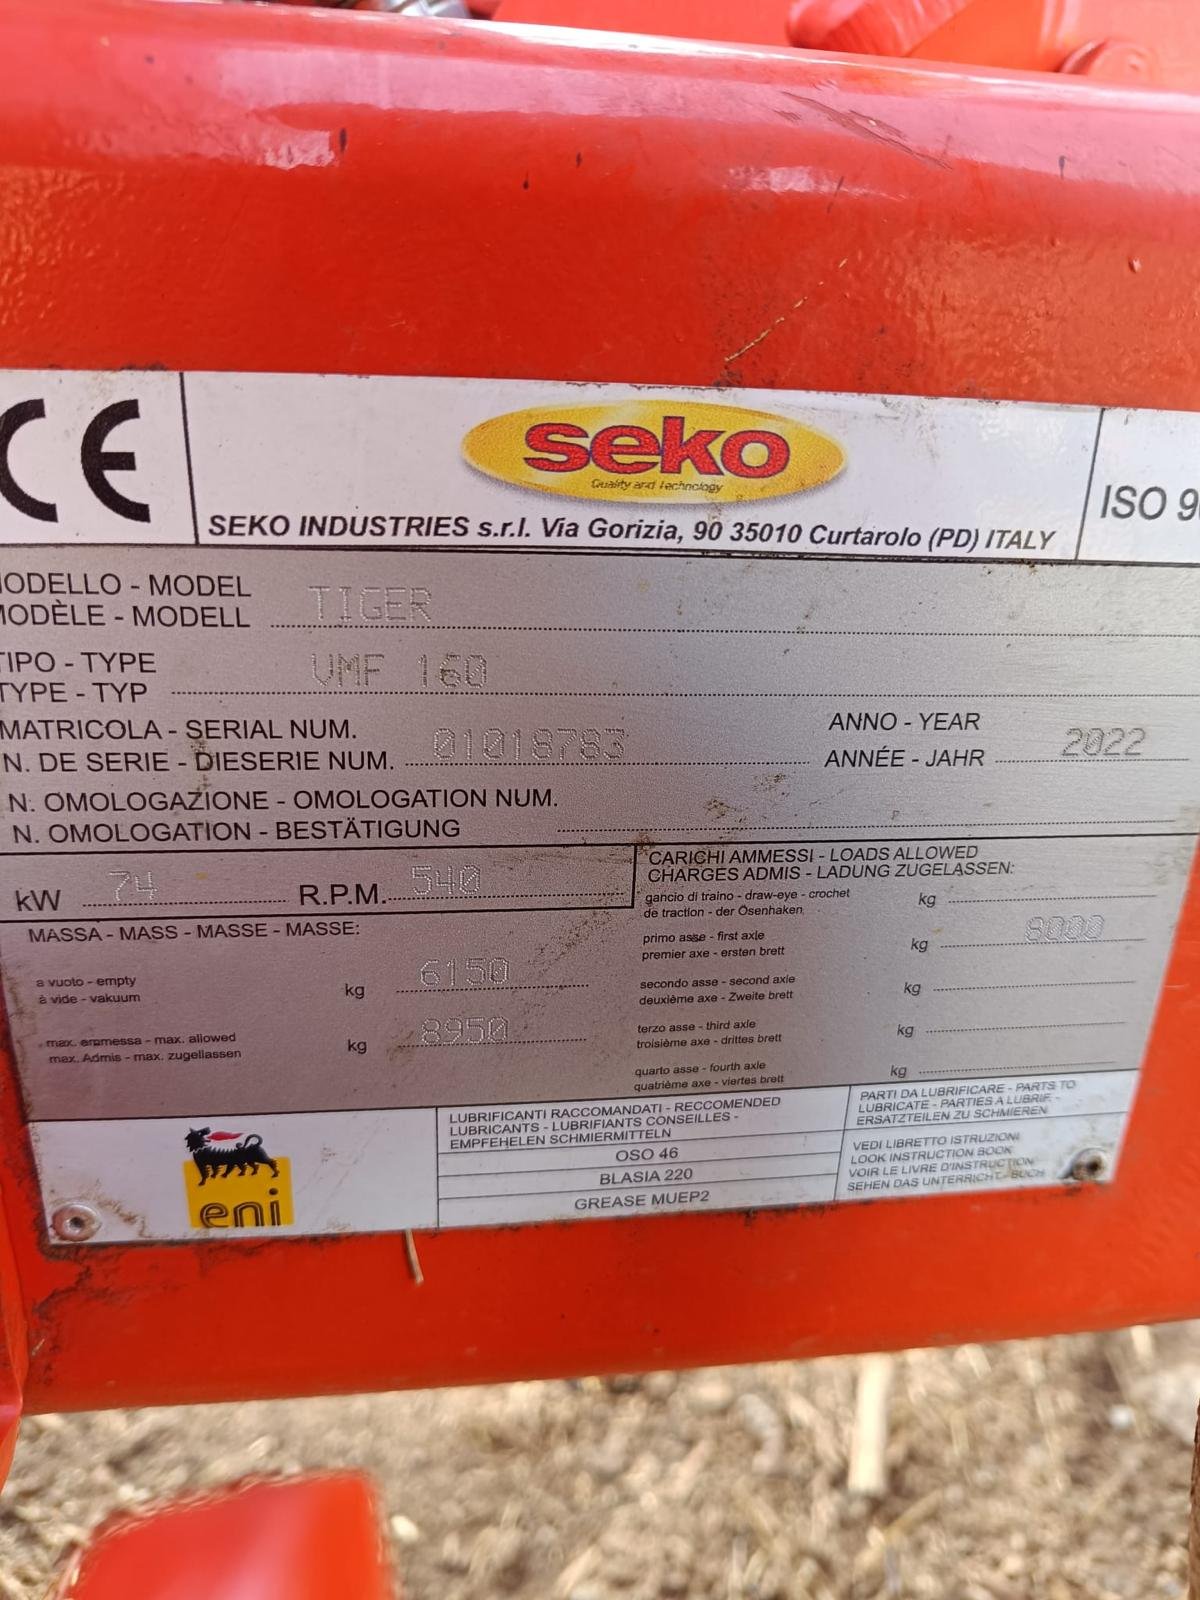 CE
seko
Quality and Technology
SEKO INDUSTRIES s.r.l. Via Gorizia, 90 35010 Curtarolo (PD) ITALY
ISO 9
ODELLO - MODEL
ODÈLE - MODELL
TIGER
TIPO - TYPE
TYPE - TYP
VMF 160
MATRICOLA - SERIAL NUM.
N. DE SERIE - DIESERIE NUM.
01018783
ANNO - YEAR
ANNÉE - JAHR
2022
N. OMOLOGAZIONE - OMOLOGATION NUM.
N. OMOLOGATION - BESTÄTIGUNG
kW 74 R.P.M. 540
MASSA - MASS - MASSE - MASSE:
a vuoto - empty
à vide - vakuum
kg 6150
max. ammessa - max. allowed
max. Admis - max. zugellassen
kg 8950
CARICHI AMMESSI - LOADS ALLOWED
CHARGES ADMIS - LADUNG ZUGELASSEN:
gancio di traino - draw-eye - crochet
de traction - der Ösenhaken
kg
primo asse - first axle
premier axe - ersten brett
kg 8000
secondo asse - second axle
deuxième axe - Zweite brett
kg
terzo asse - third axle
troisième axe - drittes brett
kg
quarto asse - fourth axle
quatrième axe - viertes brett
kg
eni
LUBRIFICANTI RACCOMANDATI - RECCOMENDED
LUBRICANTS - LUBRIFIANTS CONSEILLES -
EMPFEHELEN SCHMIERMITTELN
OSO 46
BLASIA 220
GREASE MUEP2
PARTI DA LUBRIFICARE - PARTS TO
LUBRICATE - PARTIES A LUBRIF. -
ERSATZTEILEN ZU SCHMIEREN
VEDI LIBRETTO ISTRUZIONI
LOOK INSTRUCTION BOOK
VOIR LE LIVRE D'INSTRUCTION
SEHEN DAS UNTERRICHT - BUCH